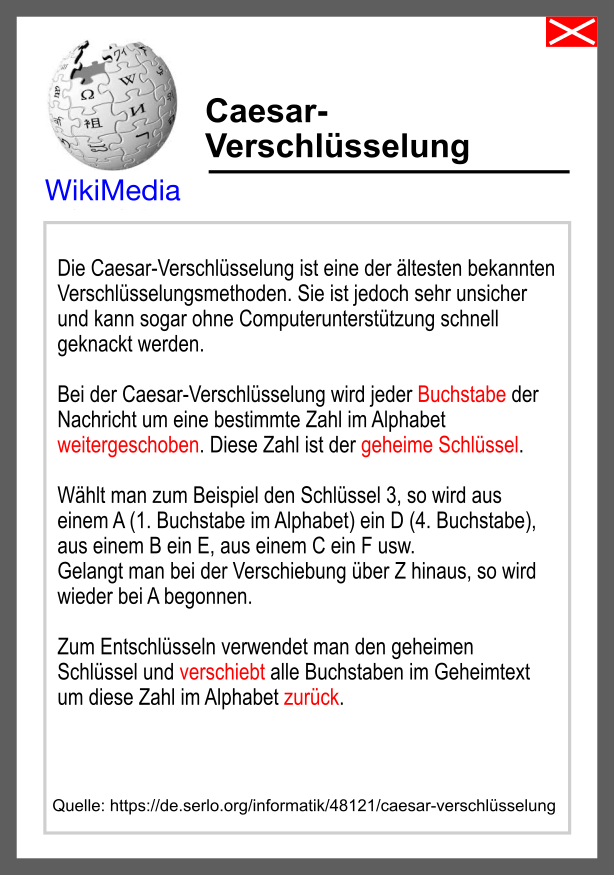 Caesar-
Verschlüsselung
WikiMedia
Die Caesar-Verschlüsselung ist eine der ältesten bekannten
Verschlüsselungsmethoden. Sie ist jedoch sehr unsicher
und kann sogar ohne Computerunterstützung schnell
geknackt werden.
Bei der Caesar-Verschlüsselung wird jeder Buchstabe der
Nachricht um eine bestimmte Zahl im Alphabet
weitergeschoben. Diese Zahl ist der geheime Schlüssel.
Wählt man zum Beispiel den Schlüssel 3, so wird aus
einem A (1. Buchstabe im Alphabet) ein D (4. Buchstabe),
aus einem B ein E, aus einem C ein F usw.
Gelangt man bei der Verschiebung über Z hinaus, so wird
wieder bei A begonnen.
Zum Entschlüsseln verwendet man den geheimen
Schlüssel und verschiebt alle Buchstaben im Geheimtext
um diese Zahl im Alphabet zurück.
Quelle: https://de.serlo.org/informatik/48121/caesar-verschlüsselung